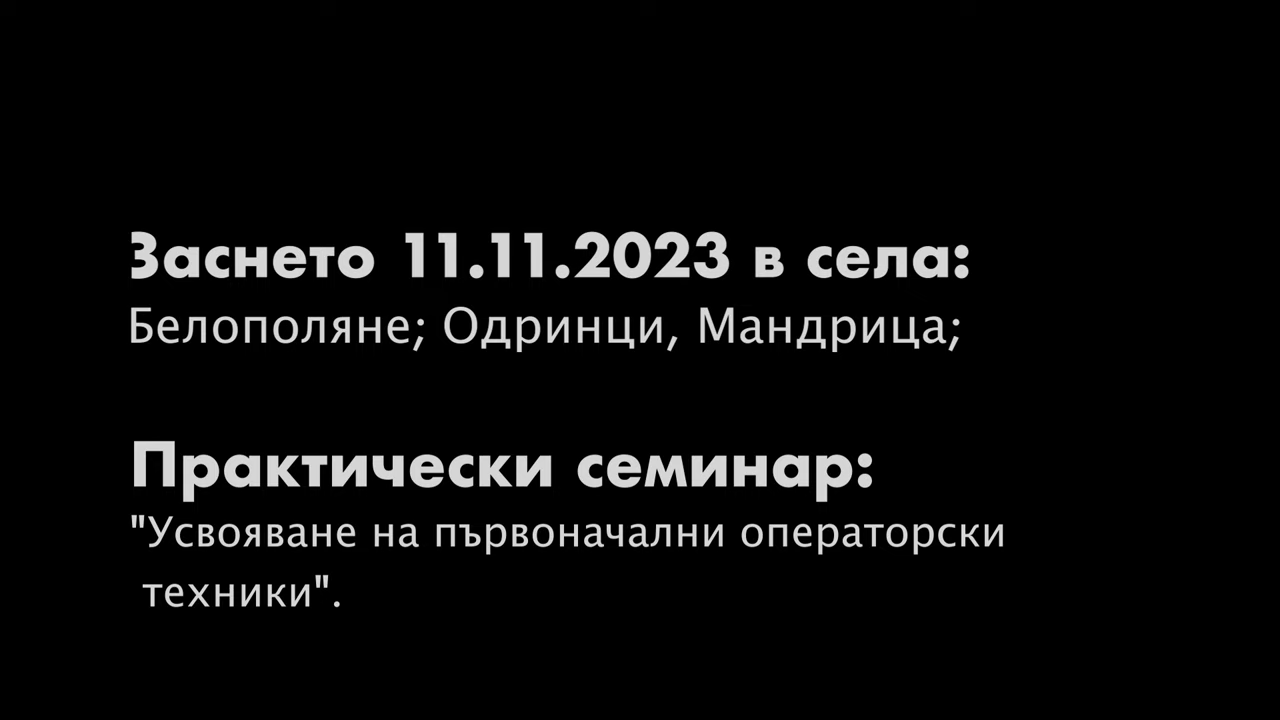 Заснето 11.11.2023 в села:
Белополяне; Одринци, Мандрица;
Практически семинар:
"Усвояване на първоначални операторски
техники".